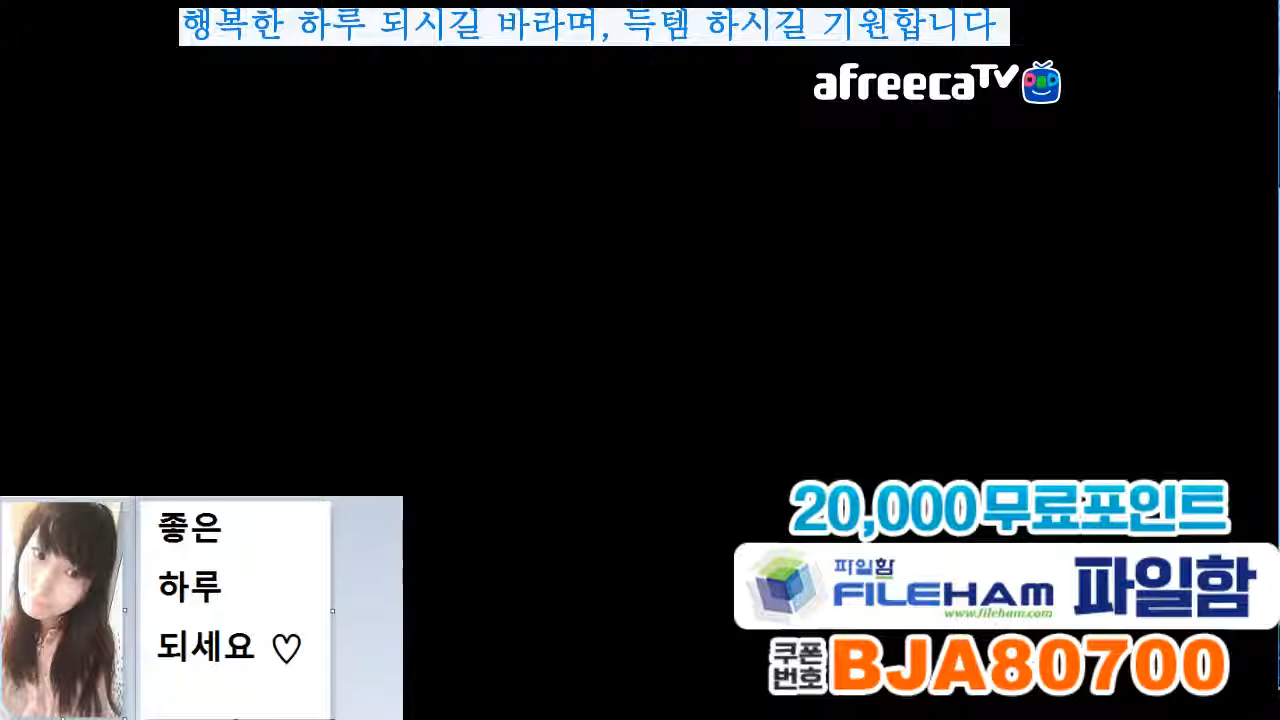 행복한 하루 되시길 바라며, 득템 하시길 기원합니다
afreecaTV
좋은
하루
되세요 ♡
20,000무료포인트
파일함
FILEHAM
www.fileham.com
파일함
쿠폰
번호
BJA80700